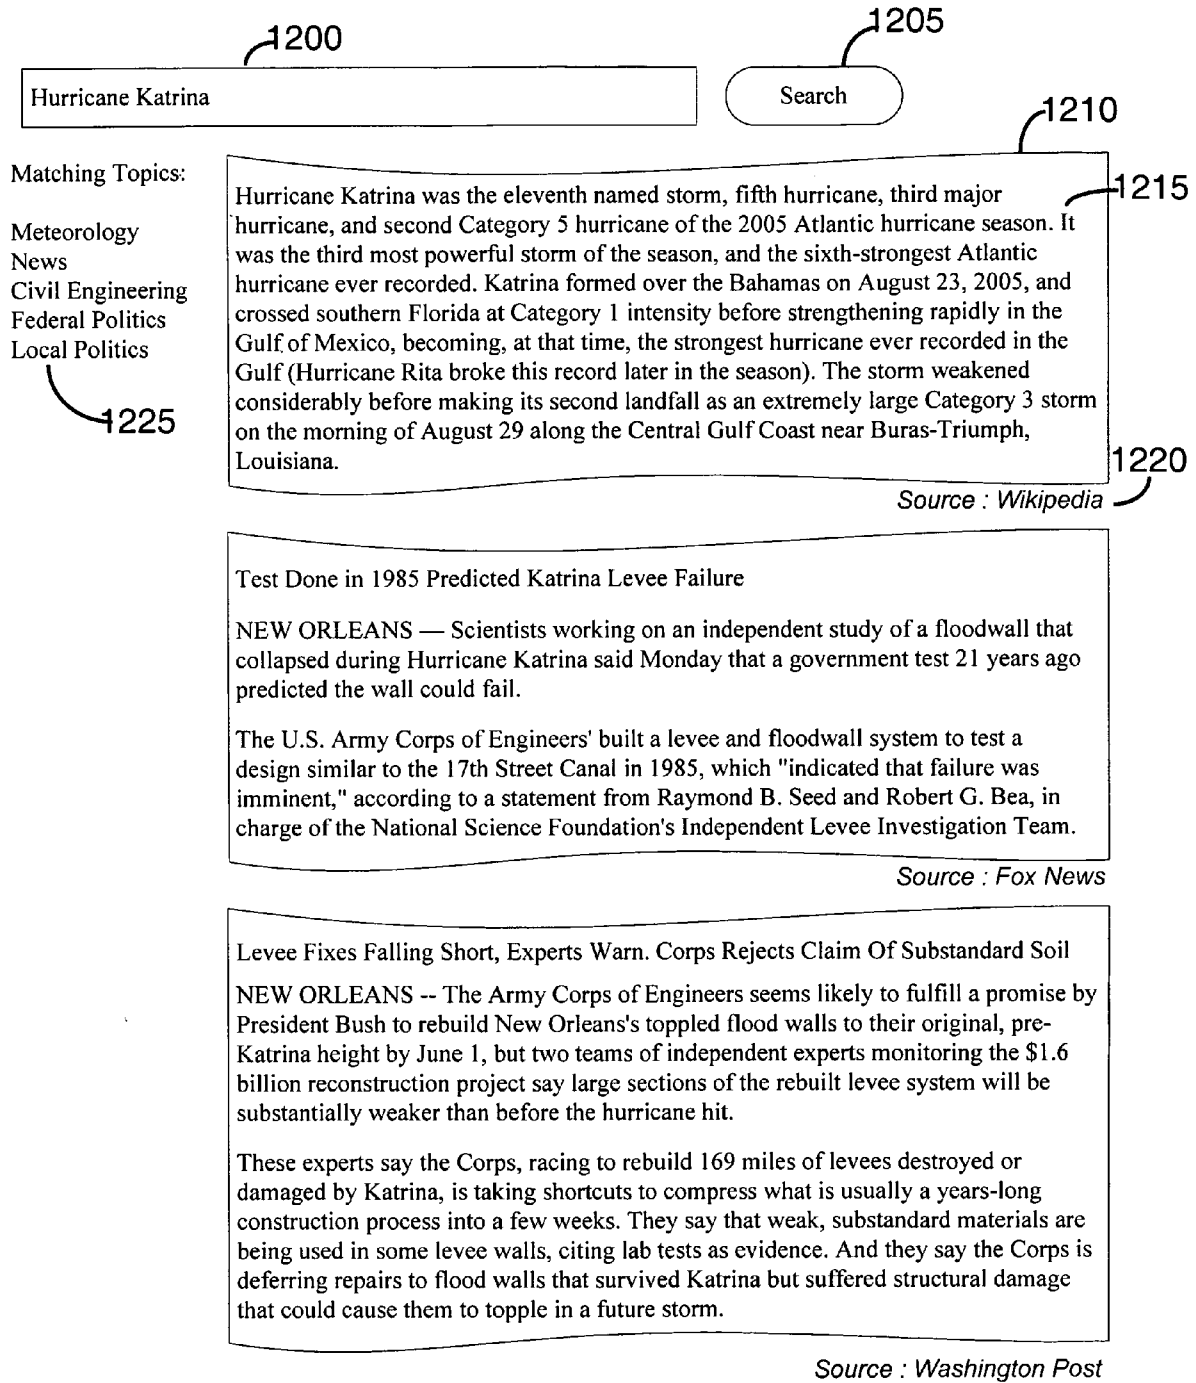 1200
1205
Hurricane Katrina
Search
1210
Matching Topics:
Meteorology
News
Civil Engineering
Federal Politics
Local Politics
1225
1215
Hurricane Katrina was the eleventh named storm, fifth hurricane, third major
hurricane, and second Category 5 hurricane of the 2005 Atlantic hurricane season. It
was the third most powerful storm of the season, and the sixth-strongest Atlantic
hurricane ever recorded. Katrina formed over the Bahamas on August 23, 2005, and
crossed southern Florida at Category 1 intensity before strengthening rapidly in the
Gulf of Mexico, becoming, at that time, the strongest hurricane ever recorded in the
Gulf (Hurricane Rita broke this record later in the season). The storm weakened
considerably before making its second landfall as an extremely large Category 3 storm
on the morning of August 29 along the Central Gulf Coast near Buras-Triumph,
Louisiana.
1220
Source : Wikipedia
Test Done in 1985 Predicted Katrina Levee Failure
NEW ORLEANS — Scientists working on an independent study of a floodwall that
collapsed during Hurricane Katrina said Monday that a government test 21 years ago
predicted the wall could fail.
The U.S. Army Corps of Engineers' built a levee and floodwall system to test a
design similar to the 17th Street Canal in 1985, which "indicated that failure was
imminent," according to a statement from Raymond B. Seed and Robert G. Bea, in
charge of the National Science Foundation's Independent Levee Investigation Team.
Source : Fox News
Levee Fixes Falling Short, Experts Warn. Corps Rejects Claim Of Substandard Soil
NEW ORLEANS -- The Army Corps of Engineers seems likely to fulfill a promise by
President Bush to rebuild New Orleans's toppled flood walls to their original, pre-
Katrina height by June 1, but two teams of independent experts monitoring the $1.6
billion reconstruction project say large sections of the rebuilt levee system will be
substantially weaker than before the hurricane hit.
These experts say the Corps, racing to rebuild 169 miles of levees destroyed or
damaged by Katrina, is taking shortcuts to compress what is usually a years-long
construction process into a few weeks. They say that weak, substandard materials are
being used in some levee walls, citing lab tests as evidence. And they say the Corps is
deferring repairs to flood walls that survived Katrina but suffered structural damage
that could cause them to topple in a future storm.
Source : Washington Post